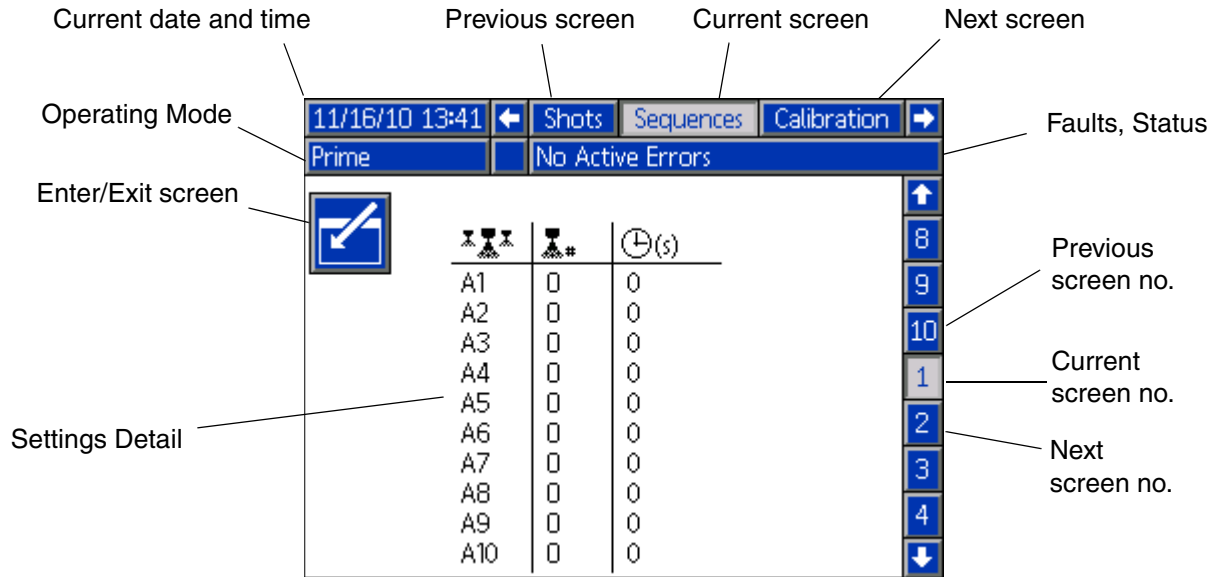 Current date and time
Previous screen
Current screen
Next screen
Operating Mode
11/16/10 13:41
Shots
Sequences
Calibration
Faults, Status
Prime
No Active Errors
Enter/Exit screen
# (s)
A1 0 0
A2 0 0
A3 0 0
A4 0 0
A5 0 0
A6 0 0
A7 0 0
A8 0 0
A9 0 0
A10 0 0
Settings Detail
8
9
10
1
2
3
4
Previous
screen no.
Current
screen no.
Next
screen no.